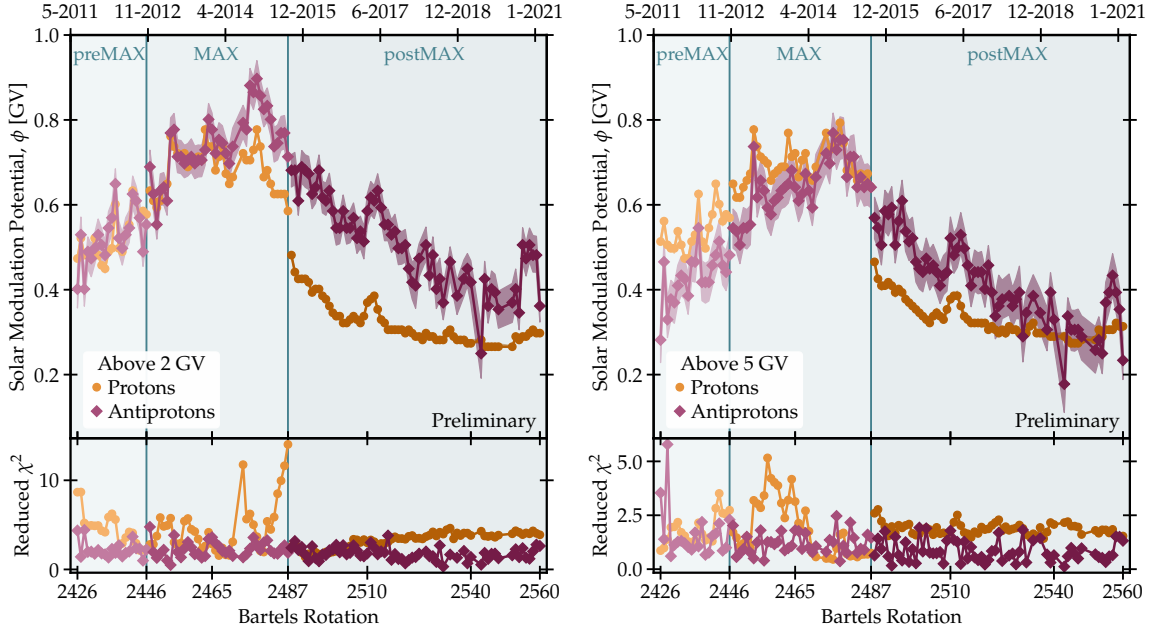 5-2011 11-2012 4-2014 12-2015 6-2017 12-2018 1-2021
preMAX MAX postMAX
Solar Modulation Potential, ϕ [GV]
1.0
0.8
0.6
0.4
0.2
Above 2 GV
Protons
Antiprotons
Preliminary
Reduced χ²
10
0
2426 2446 2465 2487 2510 2540 2560
Bartels Rotation
5-2011 11-2012 4-2014 12-2015 6-2017 12-2018 1-2021
preMAX MAX postMAX
Solar Modulation Potential, ϕ [GV]
1.0
0.8
0.6
0.4
0.2
Above 5 GV
Protons
Antiprotons
Preliminary
Reduced χ²
5.0
2.5
0.0
2426 2446 2465 2487 2510 2540 2560
Bartels Rotation